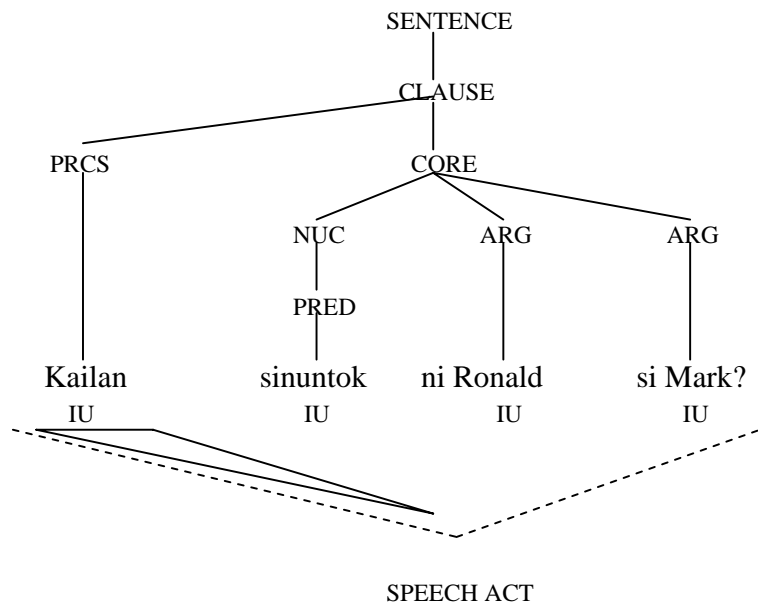 SENTENCE
CLAUSE
PRCS CORE
NUC ARG ARG
PRED
Kailan sinuntok ni Ronald si Mark?
IU IU IU IU
SPEECH ACT